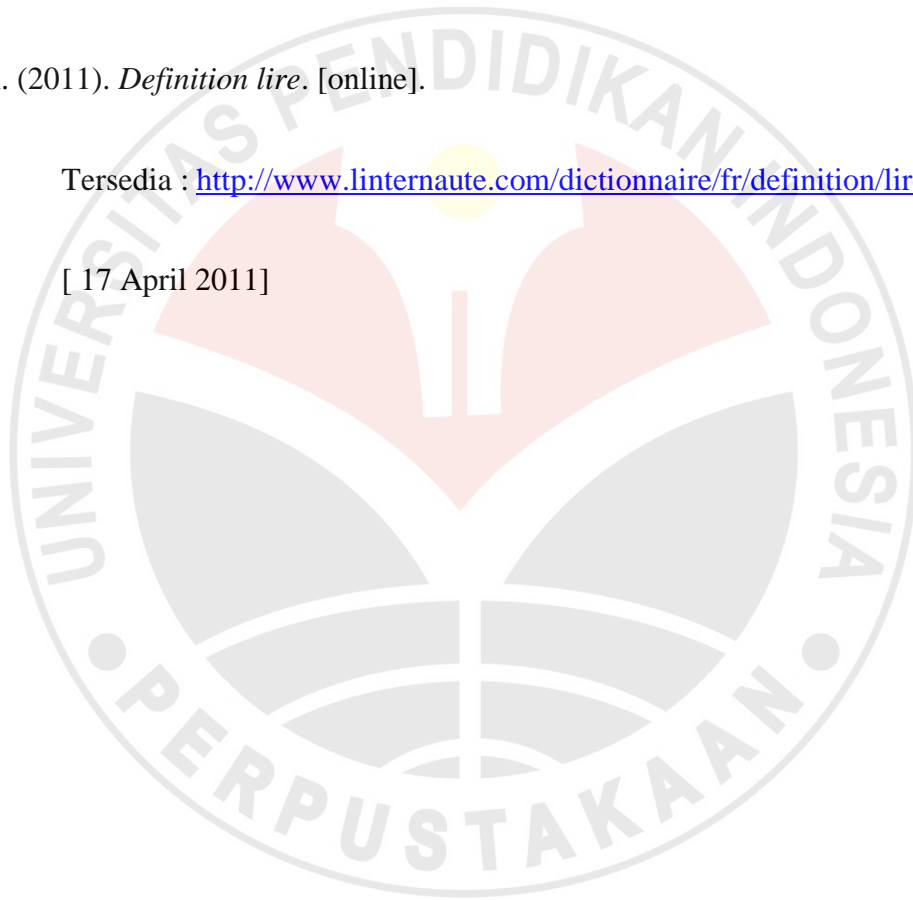 . (2011). Definition lire. [online].
Tersedia : http://www.linternaute.com/dictionnaire/fr/definition/lir
[ 17 April 2011]
UNIVERSITAS PENDIDIKAN INDONESIA
PERPUSTAKAAN